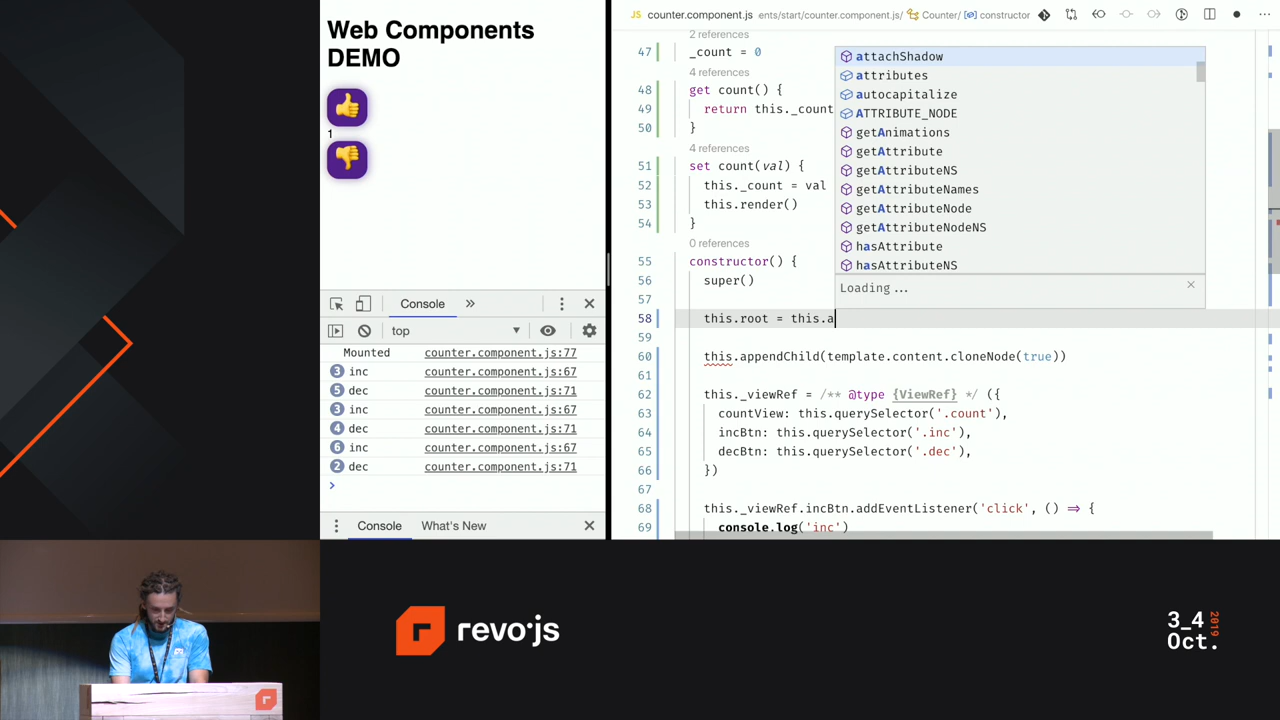 Web Components
DEMO
1
Console
top
Mounted counter.component.js:77
3 inc counter.component.js:67
5 dec counter.component.js:71
3 inc counter.component.js:67
4 dec counter.component.js:71
6 inc counter.component.js:67
2 dec counter.component.js:71
Console What's New
JS counter.component.js ents/start/counter.component.js/ Counter/ constructor
2 references
47 _count = 0
4 references
48 get count() {
49 return this._count
50 }
4 references
51 set count(val) {
52 this._count = val
53 this.render()
54 }
0 references
55 constructor() {
56 super()
57
58 this.root = this.a
59
60 this.appendChild(template.content.cloneNode(true))
61
62 this._viewRef = /** @type {ViewRef} */ ({
63 countView: this.querySelector('.count'),
64 incBtn: this.querySelector('.inc'),
65 decBtn: this.querySelector('.dec'),
66 })
67
68 this._viewRef.incBtn.addEventListener('click', () ⇒ {
69 console.log('inc')
attachShadow
attributes
autocapitalize
ATTRIBUTE_NODE
getAnimations
getAttribute
getAttributeNS
getAttributeNames
getAttributeNode
getAttributeNodeNS
hasAttribute
hasAttributeNS
Loading ...
r revo·js
3_4
Oct.
2019
r